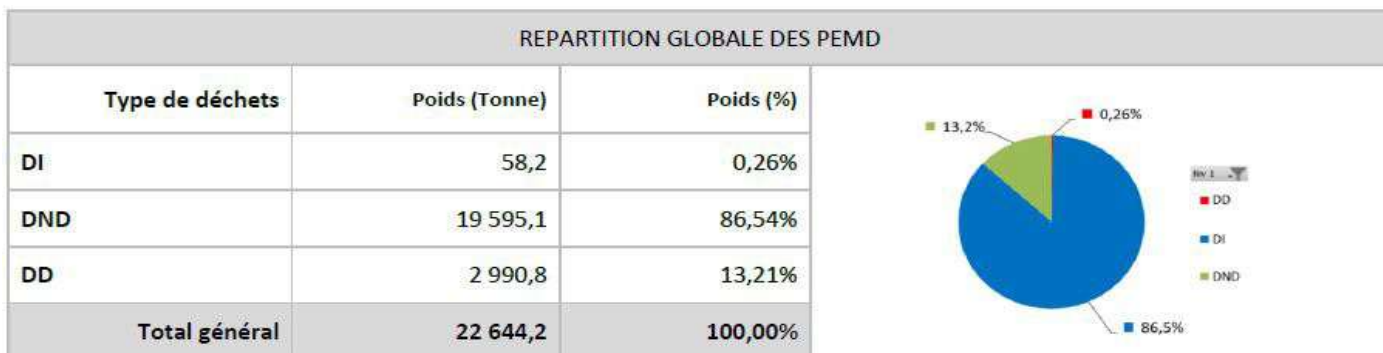 REPARTITION GLOBALE DES PEMD
Type de déchets Poids (Tonne) Poids (%)
DI 58,2 0,26%
DND 19 595,1 86,54%
DD 2 990,8 13,21%
Total général 22 644,2 100,00%
0,26%
13,2%
Niv 1
DD
DI
DND
86,5%